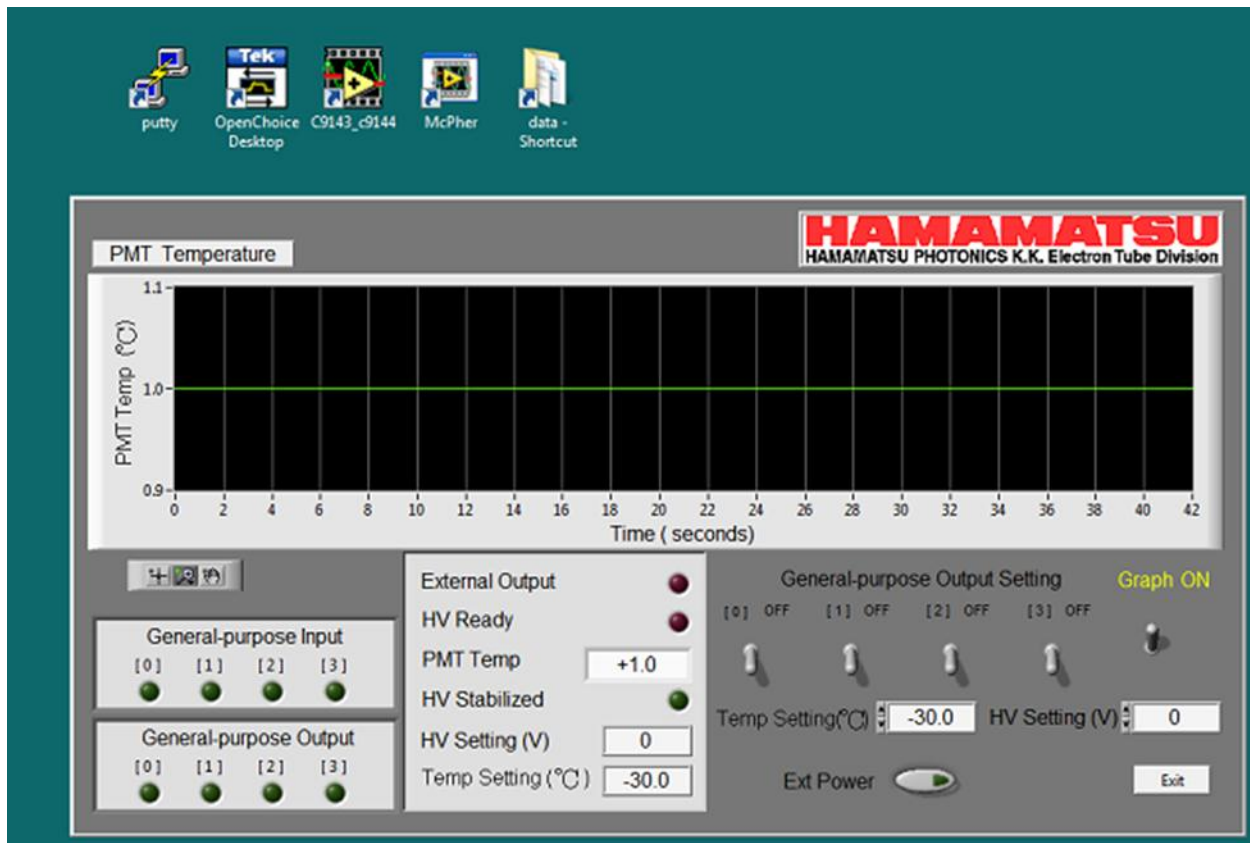 Tek
putty
OpenChoice Desktop
C9143_c9144
McPher
data - Shortcut
HAMAMATSU
HAMAMATSU PHOTONICS K.K. Electron Tube Division
PMT Temperature
PMT Temp (℃)
1.1
1.0
0.9
0 2 4 6 8 10 12 14 16 18 20 22 24 26 28 30 32 34 36 38 40 42
Time ( seconds)
General-purpose Input
[0] [1] [2] [3]
General-purpose Output
[0] [1] [2] [3]
External Output
HV Ready
PMT Temp +1.0
HV Stabilized
HV Setting (V) 0
Temp Setting (℃) -30.0
General-purpose Output Setting
Graph ON
[0] OFF [1] OFF [2] OFF [3] OFF
Temp Setting(℃) -30.0 HV Setting (V) 0
Ext Power
Exit